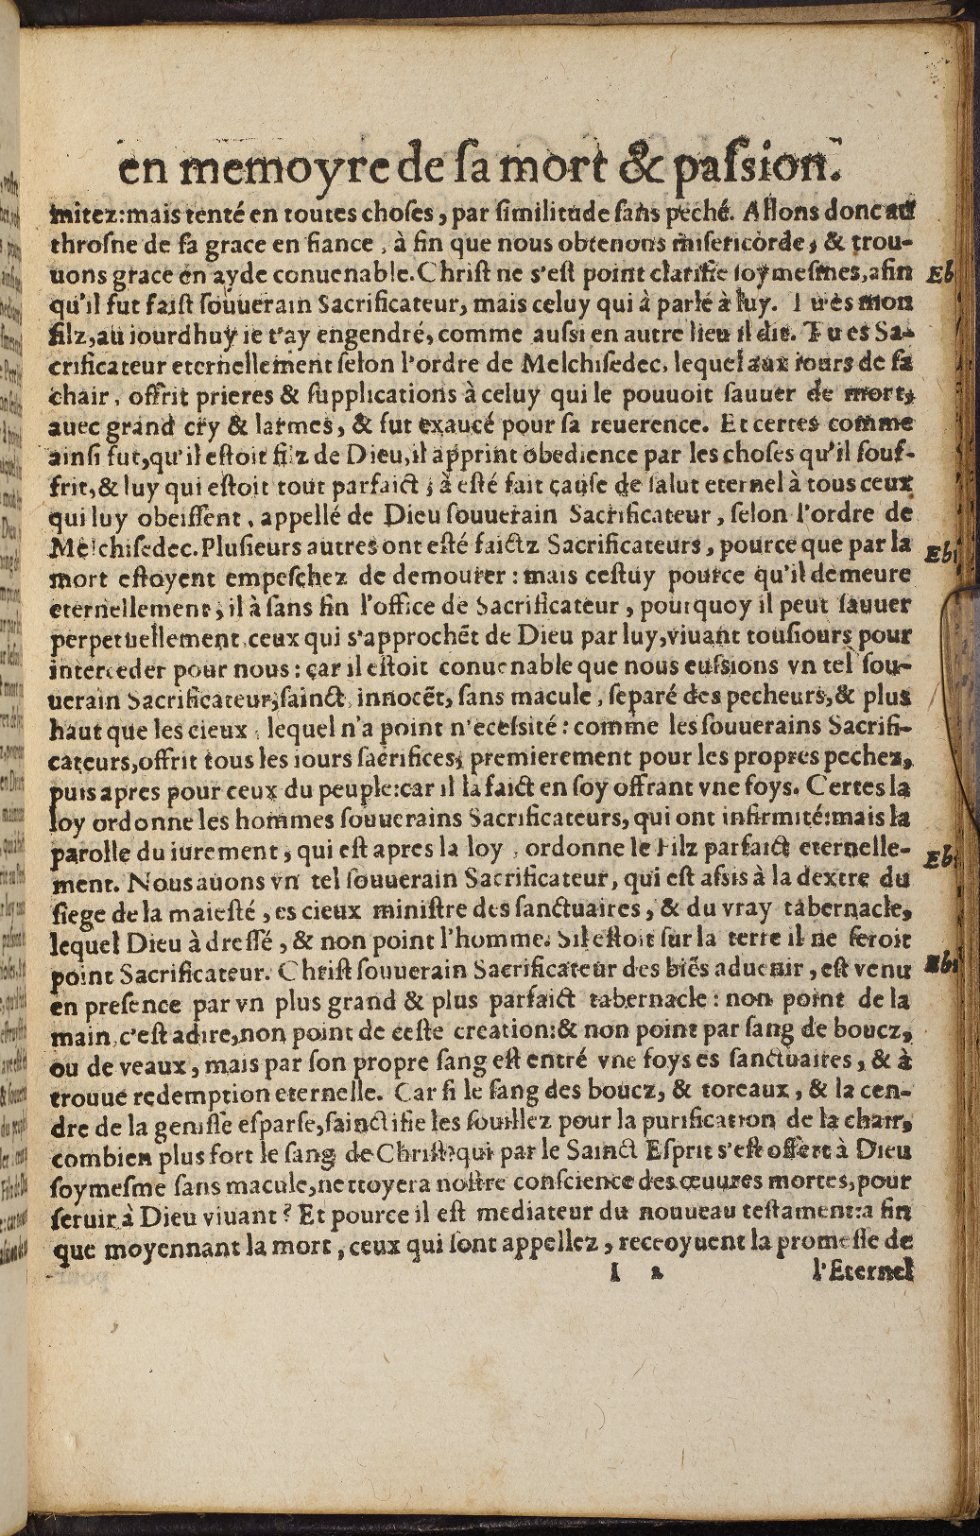 en memoyre de ſa mort & paſsion.
mitez: mais tenté en toutes choſes, par ſimilitude ſans peché. Allons donc au
throſne de ſa grace en fiance, à fin que nous obtenons miſericorde, & trou-
uons grace en ayde conuenable. Chriſt ne s'eſt point clarifié ſoymeſmes, afin
Eb
qu'il fut faiſt ſouuerain Sacrificateur, mais celuy qui à parlé à luy. Tu es mon
filz, au iourdhuy ie t'ay engendré, comme auſsi en autre lieu il dit. Tu es Sa-
crificateur eternellement ſelon l'ordre de Melchiſedec, lequel aux iours de ſa
chair, offrit prieres & ſupplications à celuy qui le pouuoit ſauuer de mort,
auec grand cry & larmes, & fut exaucé pour ſa reuerence. Et certes comme
ainſi fut, qu'il eſtoit filz de Dieu, il apprint obedience par les choſes qu'il ſouf-
frit, & luy qui eſtoit tout parfaict, à eſté fait cauſe de ſalut eternel à tous ceux
qui luy obeiſſent, appellé de Dieu ſouuerain Sacrificateur, ſelon l'ordre de
Melchiſedec. Pluſieurs autres ont eſté faictz Sacrificateurs, pource que par la
Ebr
mort eſtoyent empeſchez de demourer: mais ceſtuy pource qu'il demeure
eternellement, il à ſans fin l'office de Sacrificateur, pourquoy il peut ſauuer
perpetuellement ceux qui s'approchẽt de Dieu par luy, viuant touſiours pour
interceder pour nous: car il eſtoit conuenable que nous euſsions vn tel ſou-
uerain Sacrificateur, ſainct, innocẽt, ſans macule, ſeparé des pecheurs, & plus
haut que les cieux, lequel n'a point n'eceſsité: comme les ſouuerains Sacrifi-
cateurs, offrit tous les iours ſacrifices, premierement pour les propres pechez,
puis apres pour ceux du peuple: car il la faict en ſoy offrant vne foys. Certes la
loy ordonne les hommes ſouuerains Sacrificateurs, qui ont infirmité: mais la
parolle du iurement, qui eſt apres la loy, ordonne le Filz parfaict eternelle-
Ebr
ment. Nous auons vn tel ſouuerain Sacrificateur, qui eſt aſsis à la dextre du
ſiege de la maieſté, es cieux miniſtre des ſanctuaires, & du vray tabernacle,
lequel Dieu à dreſſé, & non point l'homme. S'il eſtoit ſur la terre il ne ſeroit
point Sacrificateur. Chriſt ſouuerain Sacrificateur des biẽs aduenir, eſt venu
Ebr
en preſence par vn plus grand & plus parfaict tabernacle: non point de la
main, c'eſt adire, non point de ceſte creation: & non point par ſang de boucz,
ou de veaux, mais par ſon propre ſang eſt entré vne foys es ſanctuaires, & à
trouué redemption eternelle. Car ſi le ſang des boucz, & toreaux, & la cen-
dre de la geniſſe eſparſe, ſainctifie les ſouillez pour la purification de la chair,
combien plus fort le ſang de Chriſt? qui par le Sainct Eſprit s'eſt offert à Dieu
ſoymeſme ſans macule, nettoyera noſtre conſcience des œuures mortes, pour
ſeruir à Dieu viuant? Et pource il eſt mediateur du nouueau teſtament: a fin
que moyennant la mort, ceux qui ſont appellez, reçoyuent la promeſſe de
I 2 l'Eternel